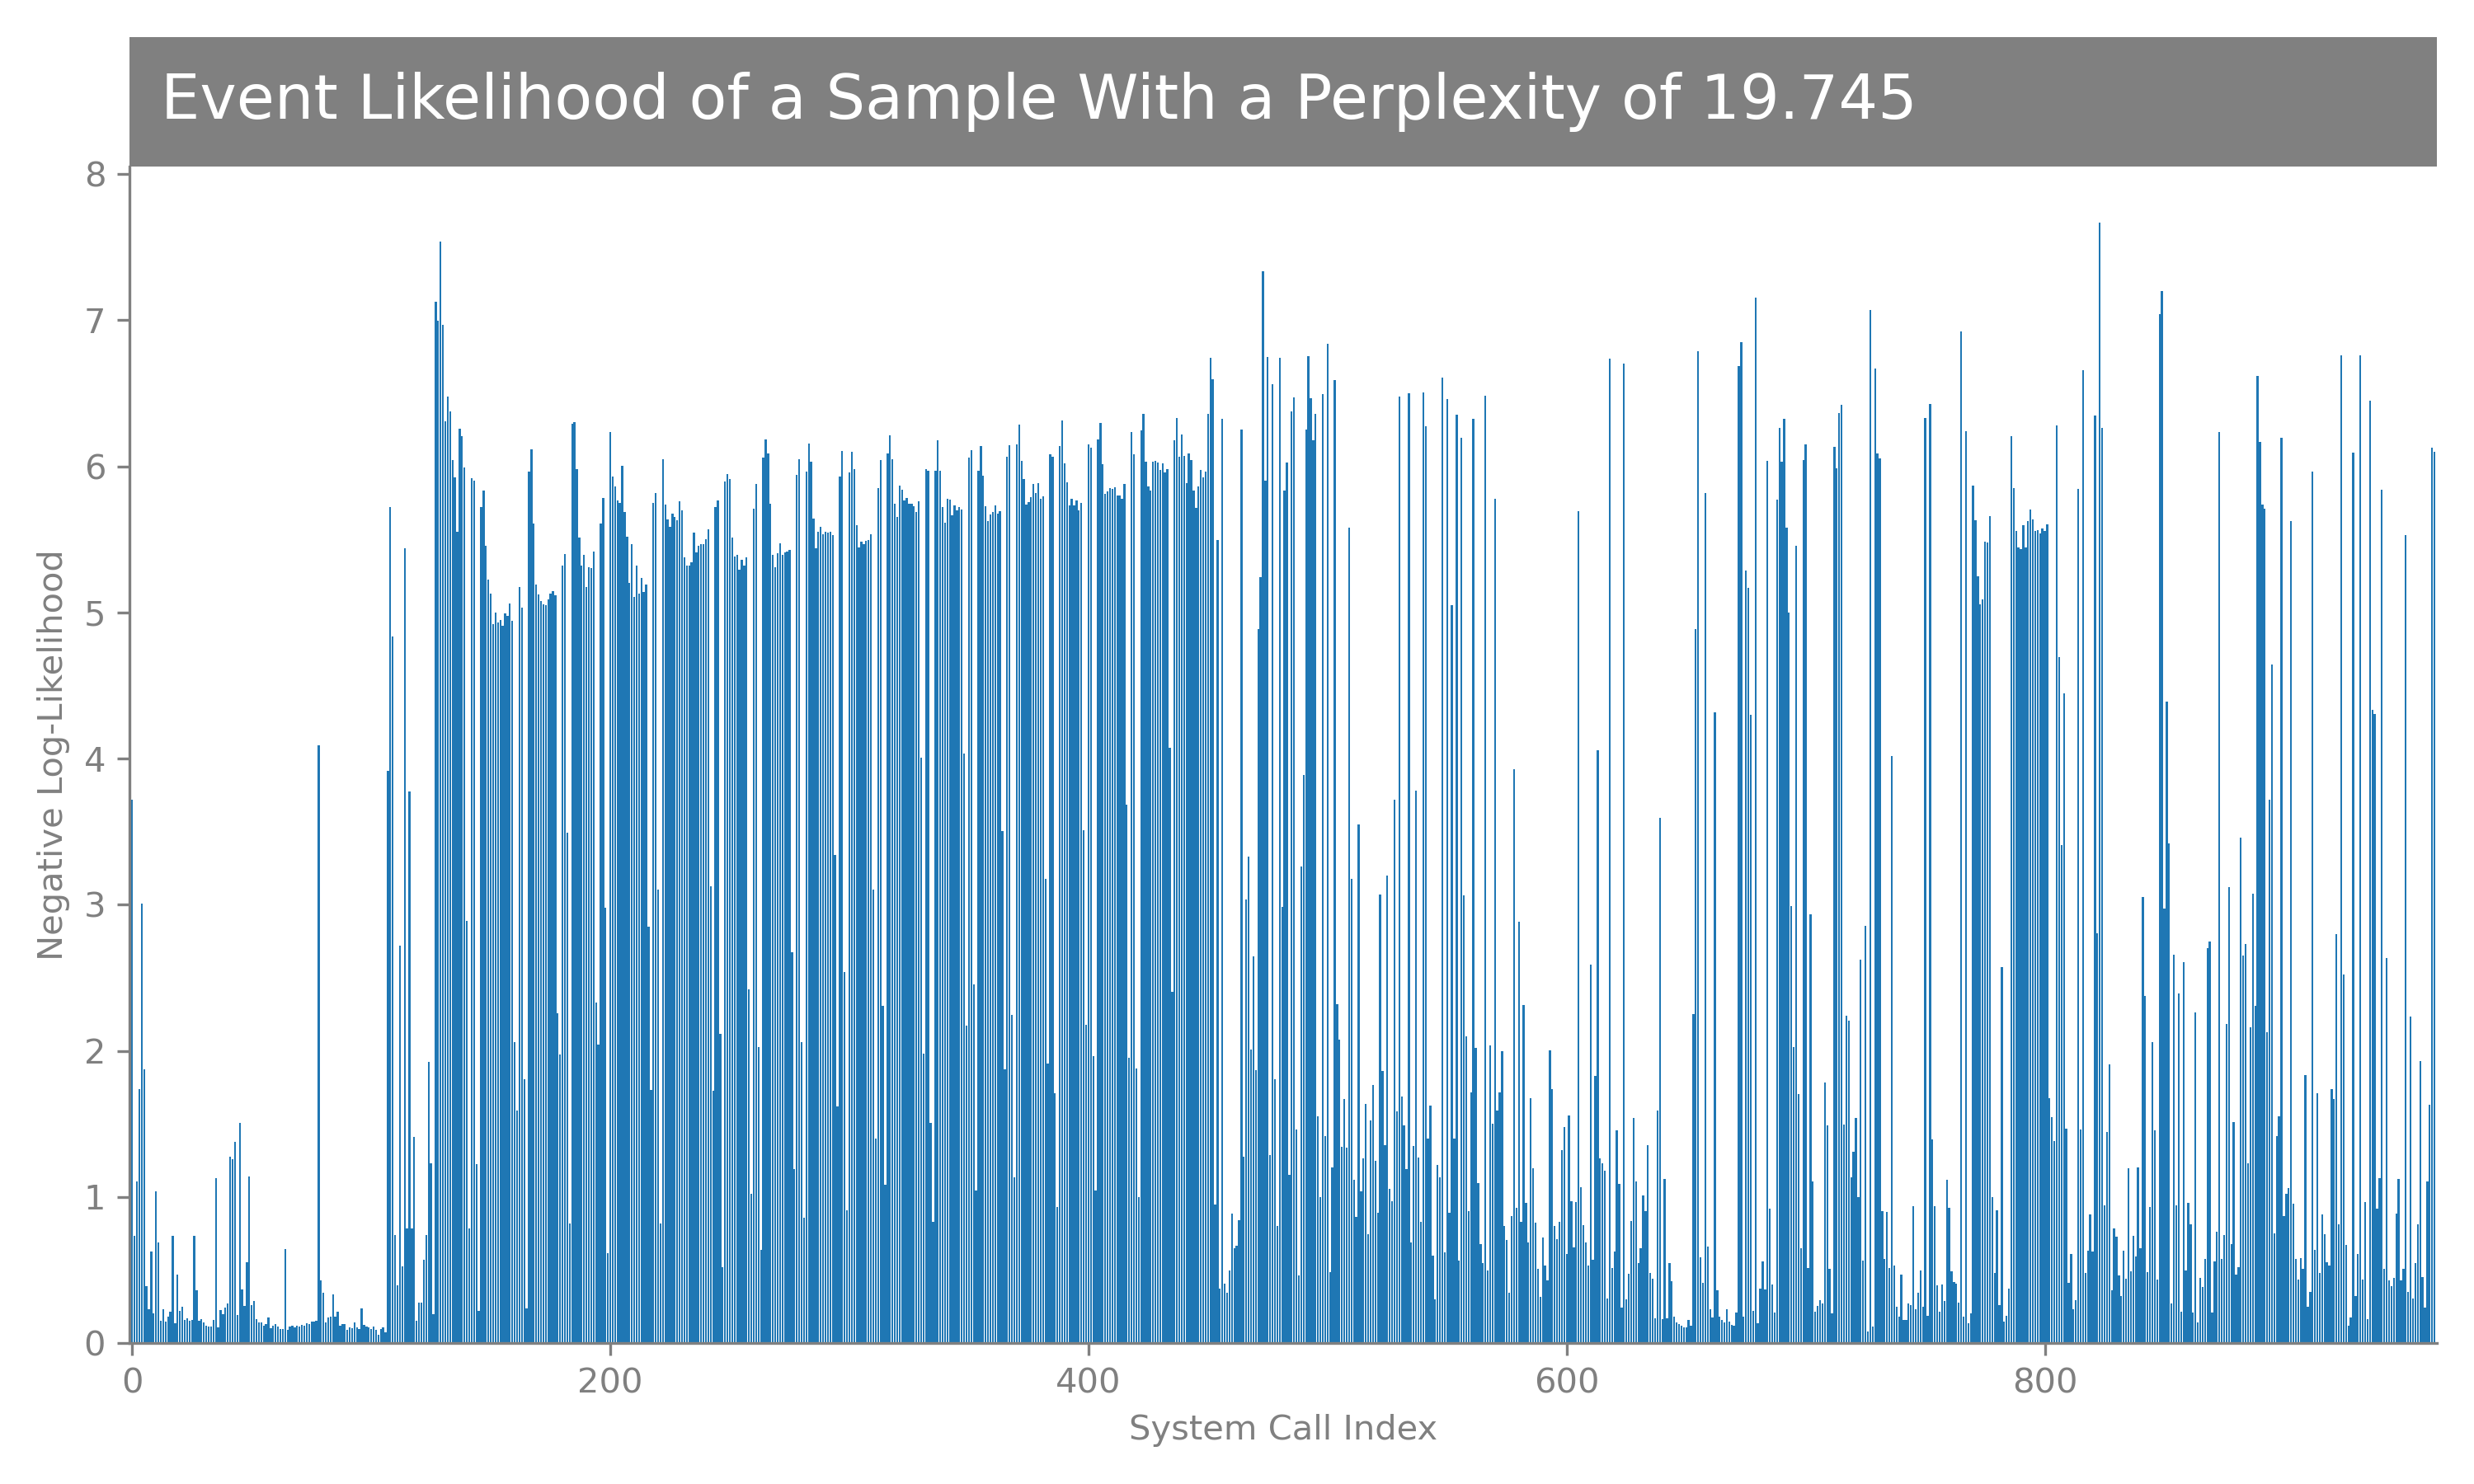 Event Likelihood of a Sample With a Perplexity of 19.745
8
7
6
5
4
3
2
1
0
Negative Log-Likelihood
0 200 400 600 800
System Call Index